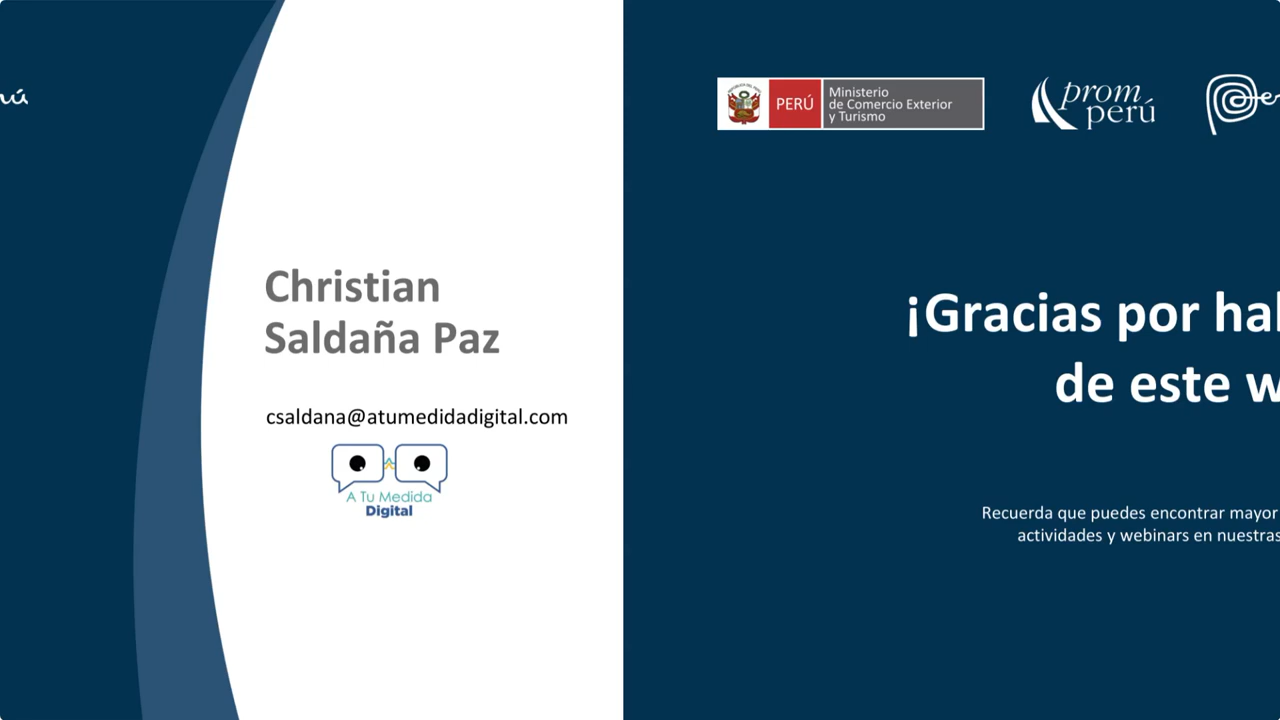 Christian
Saldaña Paz
csaldana@atumedidadigital.com
A Tu Medida
Digital
PERÚ
Ministerio
de Comercio Exterior
y Turismo
prom
perú
¡Gracias por
de este
Recuerda que puedes encontrar mayor
actividades y webinars en nuestras